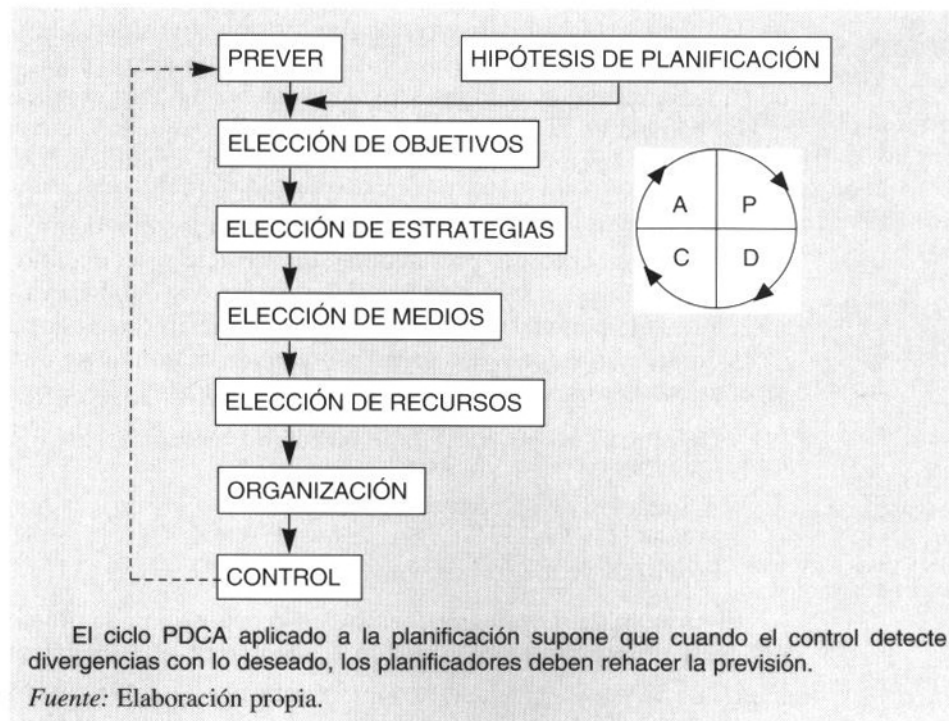 PREVER
HIPÓTESIS DE PLANIFICACIÓN
ELECCIÓN DE OBJETIVOS
ELECCIÓN DE ESTRATEGIAS
ELECCIÓN DE MEDIOS
ELECCIÓN DE RECURSOS
ORGANIZACIÓN
CONTROL
A P
C D
El ciclo PDCA aplicado a la planificación supone que cuando el control detecte
divergencias con lo deseado, los planificadores deben rehacer la previsión.
Fuente: Elaboración propia.